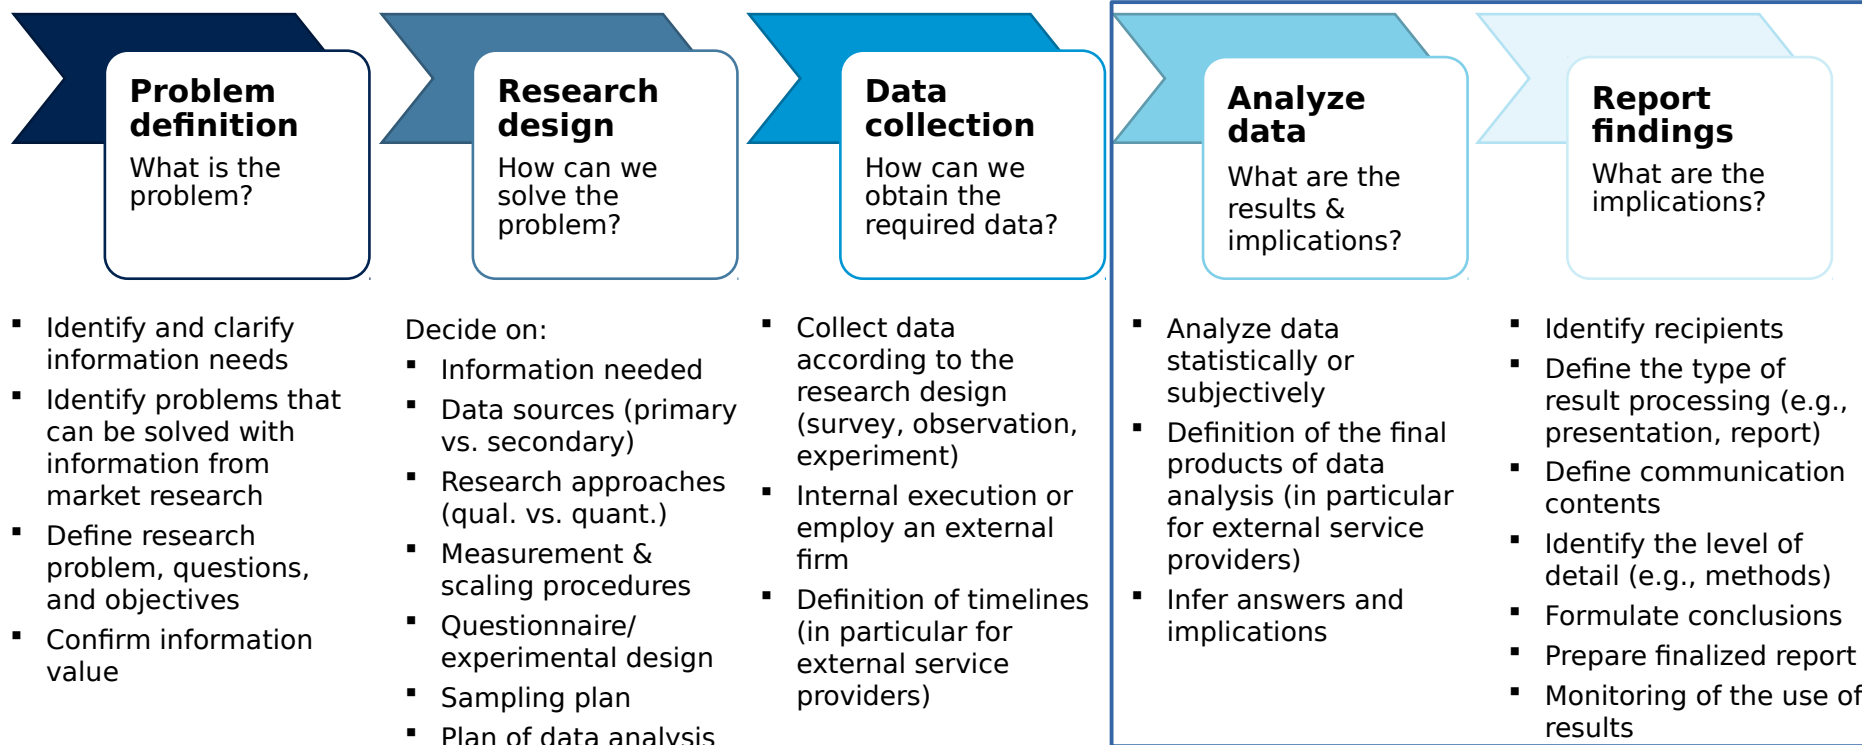 Problem
definition
What is the
problem?
Research
design
How can we
solve the
problem?
Data
collection
How can we
obtain the
required data?
Analyze
data
What are the
results &
implications?
Report
findings
What are the
implications?
▪ Identify and clarify
information needs
▪ Identify problems that
can be solved with
information from
market research
▪ Define research
problem, questions,
and objectives
▪ Confirm information
value
Decide on:
▪ Information needed
▪ Data sources (primary
vs. secondary)
▪ Research approaches
(qual. vs. quant.)
▪ Measurement &
scaling procedures
▪ Questionnaire/
experimental design
▪ Sampling plan
▪ Plan of data analysis
▪ Collect data
according to the
research design
(survey, observation,
experiment)
▪ Internal execution or
employ an external
firm
▪ Definition of timelines
(in particular for
external service
providers)
▪ Analyze data
statistically or
subjectively
▪ Definition of the final
products of data
analysis (in particular
for external service
providers)
▪ Infer answers and
implications
▪ Identify recipients
▪ Define the type of
result processing (e.g.,
presentation, report)
▪ Define communication
contents
▪ Identify the level of
detail (e.g., methods)
▪ Formulate conclusions
▪ Prepare finalized report
▪ Monitoring of the use of
results